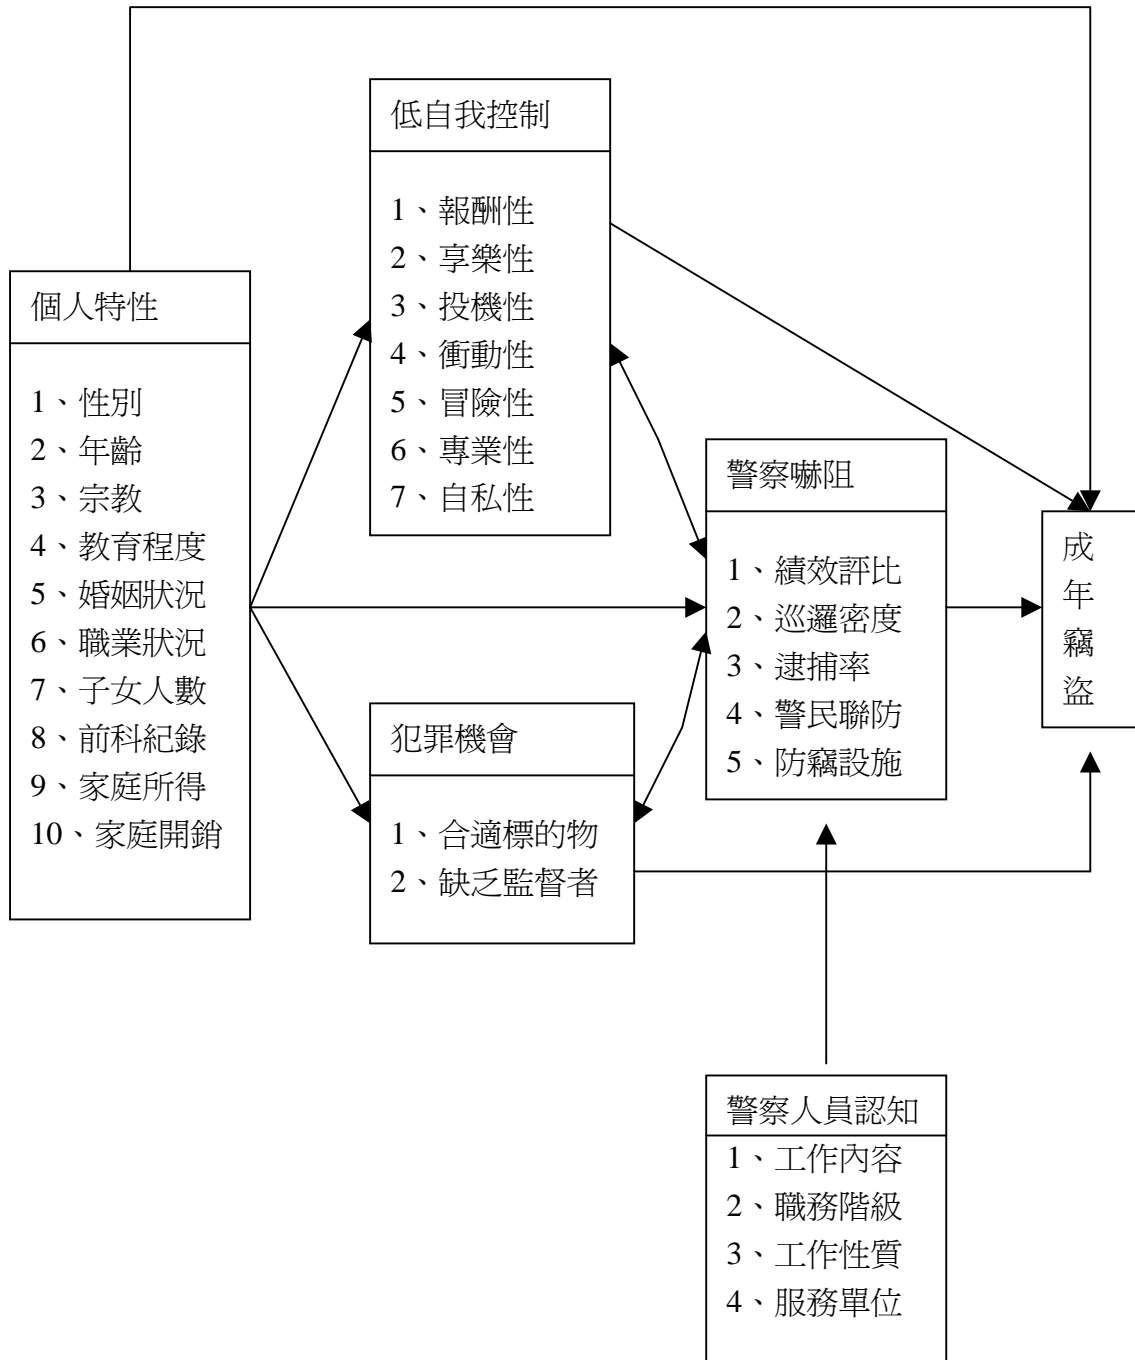 低自我控制
1、報酬性
2、享樂性
3、投機性
4、衝動性
5、冒險性
6、專業性
7、自私性
個人特性
1、性別
2、年齡
3、宗教
4、教育程度
5、婚姻狀況
6、職業狀況
7、子女人數
8、前科紀錄
9、家庭所得
10、家庭開銷
警察嚇阻
1、績效評比
2、巡邏密度
3、逮捕率
4、警民聯防
5、防竊設施
成
年
竊
盜
犯罪機會
1、合適標的物
2、缺乏監督者
警察人員認知
1、工作內容
2、職務階級
3、工作性質
4、服務單位